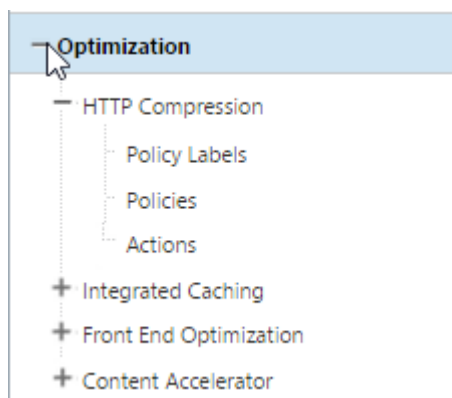 Optimization
HTTP Compression
Policy Labels
Policies
Actions
Integrated Caching
Front End Optimization
Content Accelerator